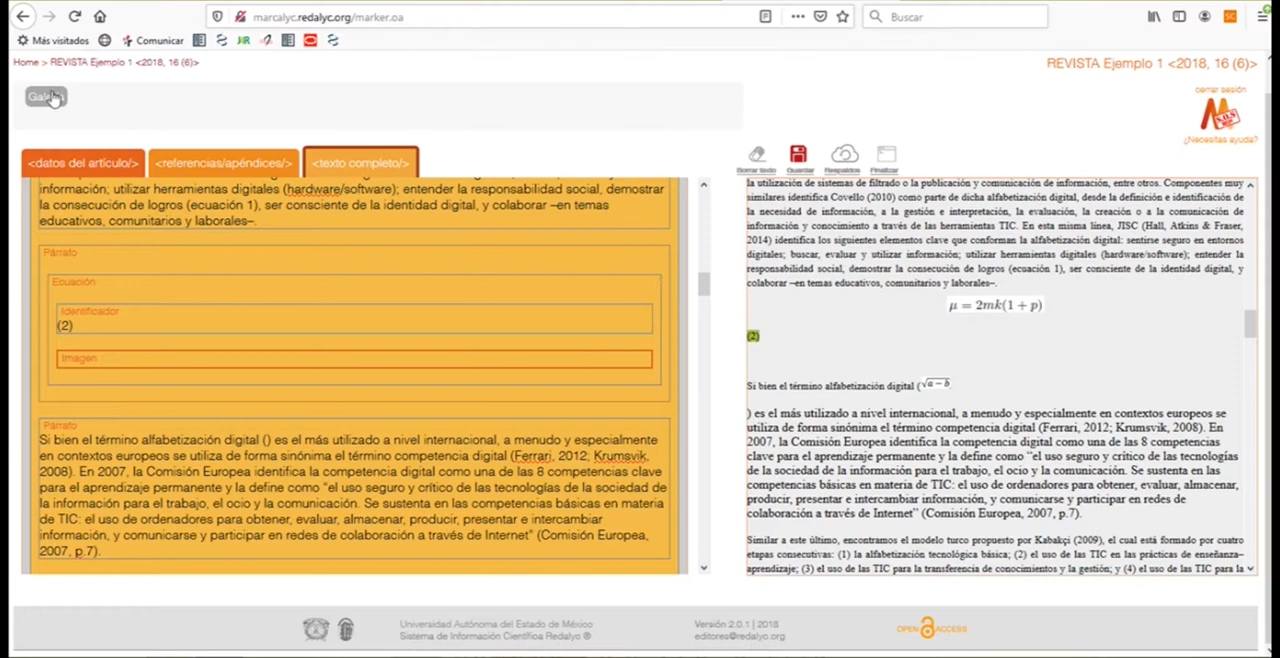 marcalyc.redalyc.org/marker.oa
Buscar
Más visitados
Comunicar
Home > REVISTA Ejemplo 1 <2018, 16 (6)>
REVISTA Ejemplo 1 <2018, 16 (6)>
cerrar sesión
S.O.S
¿Necesitas ayuda?
<datos del artículo/>
<referencias/apéndices/>
<texto completo/>
Borrar texto
Guardar
Respaldos
Finalizar
información; utilizar herramientas digitales (hardware/software); entender la responsabilidad social, demostrar
la consecución de logros (ecuación 1), ser consciente de la identidad digital, y colaborar –en temas
educativos, comunitarios y laborales–.
Párrafo
Ecuación
Identificador
(2)
Imagen
Párrafo
Si bien el término alfabetización digital () es el más utilizado a nivel internacional, a menudo y especialmente
en contextos europeos se utiliza de forma sinónima el término competencia digital (Ferrari, 2012; Krumsvik,
2008). En 2007, la Comisión Europea identifica la competencia digital como una de las 8 competencias clave
para el aprendizaje permanente y la define como “el uso seguro y crítico de las tecnologías de la sociedad de
la información para el trabajo, el ocio y la comunicación. Se sustenta en las competencias básicas en materia
de TIC: el uso de ordenadores para obtener, evaluar, almacenar, producir, presentar e intercambiar
información, y comunicarse y participar en redes de colaboración a través de Internet” (Comisión Europea,
2007, p.7).
la utilización de sistemas de filtrado o la publicación y comunicación de información, entre otros. Componentes muy
similares identifica Covello (2010) como parte de dicha alfabetización digital, desde la definición e identificación de
la necesidad de información, a la gestión e interpretación, la evaluación, la creación o a la comunicación de
información y conocimiento a través de las herramientas TIC. En esta misma línea, JISC (Hall, Atkins & Fraser,
2014) identifica los siguientes elementos clave que conforman la alfabetización digital: sentirse seguro en entornos
digitales; buscar, evaluar y utilizar información; utilizar herramientas digitales (hardware/software); entender la
responsabilidad social, demostrar la consecución de logros (ecuación 1), ser consciente de la identidad digital, y
colaborar –en temas educativos, comunitarios y laborales–.
μ = 2mk(1 + p)
(2)
Si bien el término alfabetización digital (√a − b
) es el más utilizado a nivel internacional, a menudo y especialmente en contextos europeos se
utiliza de forma sinónima el término competencia digital (Ferrari, 2012; Krumsvik, 2008). En
2007, la Comisión Europea identifica la competencia digital como una de las 8 competencias
clave para el aprendizaje permanente y la define como “el uso seguro y crítico de las tecnologías
de la sociedad de la información para el trabajo, el ocio y la comunicación. Se sustenta en las
competencias básicas en materia de TIC: el uso de ordenadores para obtener, evaluar, almacenar,
producir, presentar e intercambiar información, y comunicarse y participar en redes de
colaboración a través de Internet” (Comisión Europea, 2007, p.7).
Similar a este último, encontramos el modelo turco propuesto por Kabakçi (2009), el cual está formado por cuatro
etapas consecutivas: (1) la alfabetización tecnológica básica; (2) el uso de las TIC en las prácticas de enseñanza–
aprendizaje; (3) el uso de las TIC para la transferencia de conocimientos y la gestión; y (4) el uso de las TIC para la
Universidad Autónoma del Estado de México
Sistema de Información Científica Redalyc ®
Versión 2.0.1 | 2018
editores@redalyc.org
OPEN ACCESS